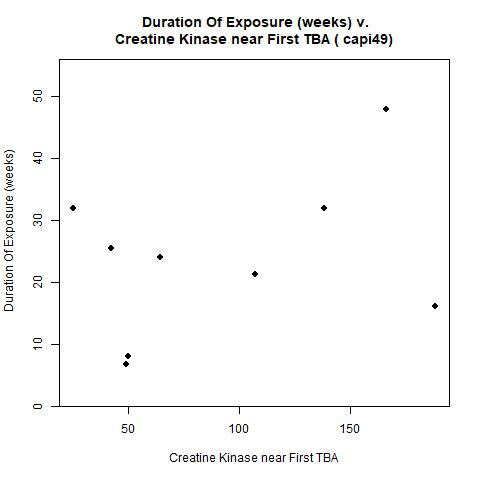 Duration Of Exposure (weeks) v.
Creatine Kinase near First TBA ( capi49)
Duration Of Exposure (weeks)
50
40
30
20
10
0
50 100 150
Creatine Kinase near First TBA